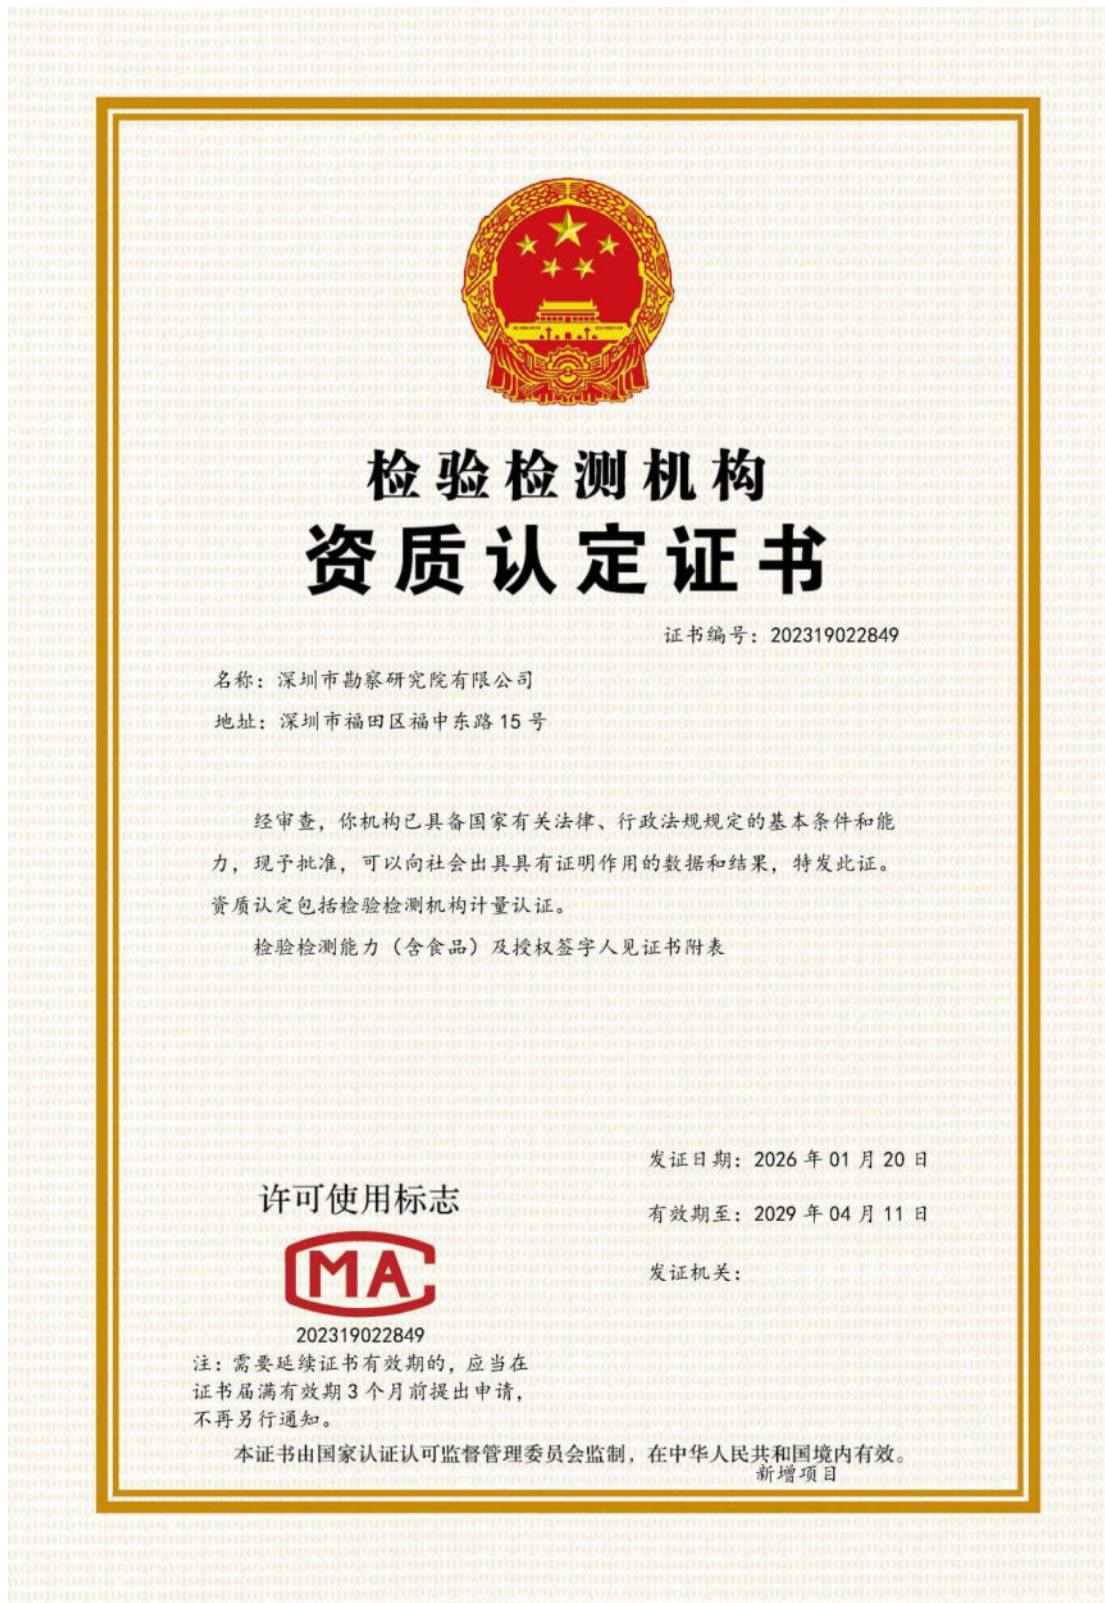 检验检测机构
资质认定证书
证书编号：202319022849
名称：深圳市勘察研究院有限公司
地址：深圳市福田区福中东路15号
经审查，你机构已具备国家有关法律、行政法规规定的基本条件和能
力，现予批准，可以向社会出具具有证明作用的数据和结果，特发此证。
资质认定包括检验检测机构计量认证。
检验检测能力（含食品）及授权签字人见证书附表
发证日期：2026年01月20日
有效期至：2029年04月11日
发证机关：
许可使用标志
MA
202319022849
注：需要延续证书有效期的，应当在
证书届满有效期3个月前提出申请，
不再另行通知。
本证书由国家认证认可监督管理委员会监制，在中华人民共和国境内有效。
新增项目